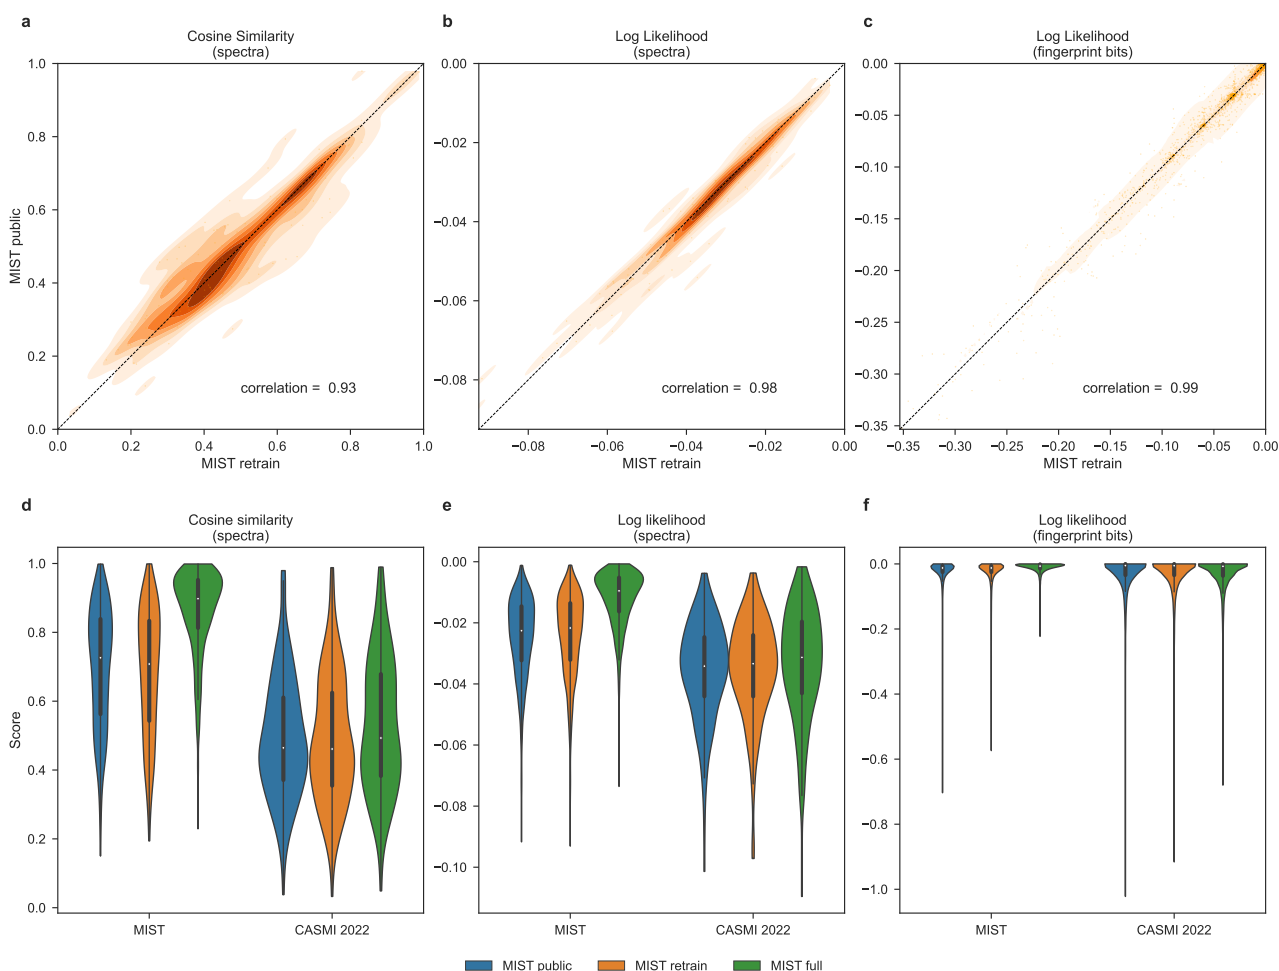 a
Cosine Similarity
(spectra)
1.0
0.8
0.6
0.4
0.2
0.0
MIST public
0.0
0.2
0.4
0.6
0.8
1.0
MIST retrain
correlation = 0.93
b
Log Likelihood
(spectra)
0.00
−0.02
−0.04
−0.06
−0.08
−0.08
−0.06
−0.04
−0.02
0.00
MIST retrain
correlation = 0.98
c
Log Likelihood
(fingerprint bits)
0.00
−0.05
−0.10
−0.15
−0.20
−0.25
−0.30
−0.35
−0.35
−0.30
−0.25
−0.20
−0.15
−0.10
−0.05
0.00
MIST retrain
correlation = 0.99
d
Cosine similarity
(spectra)
1.0
0.8
0.6
0.4
0.2
0.0
Score
MIST
CASMI 2022
e
Log likelihood
(spectra)
0.00
−0.02
−0.04
−0.06
−0.08
−0.10
MIST
CASMI 2022
f
Log likelihood
(fingerprint bits)
0.0
−0.2
−0.4
−0.6
−0.8
−1.0
MIST
CASMI 2022
MIST public
MIST retrain
MIST full